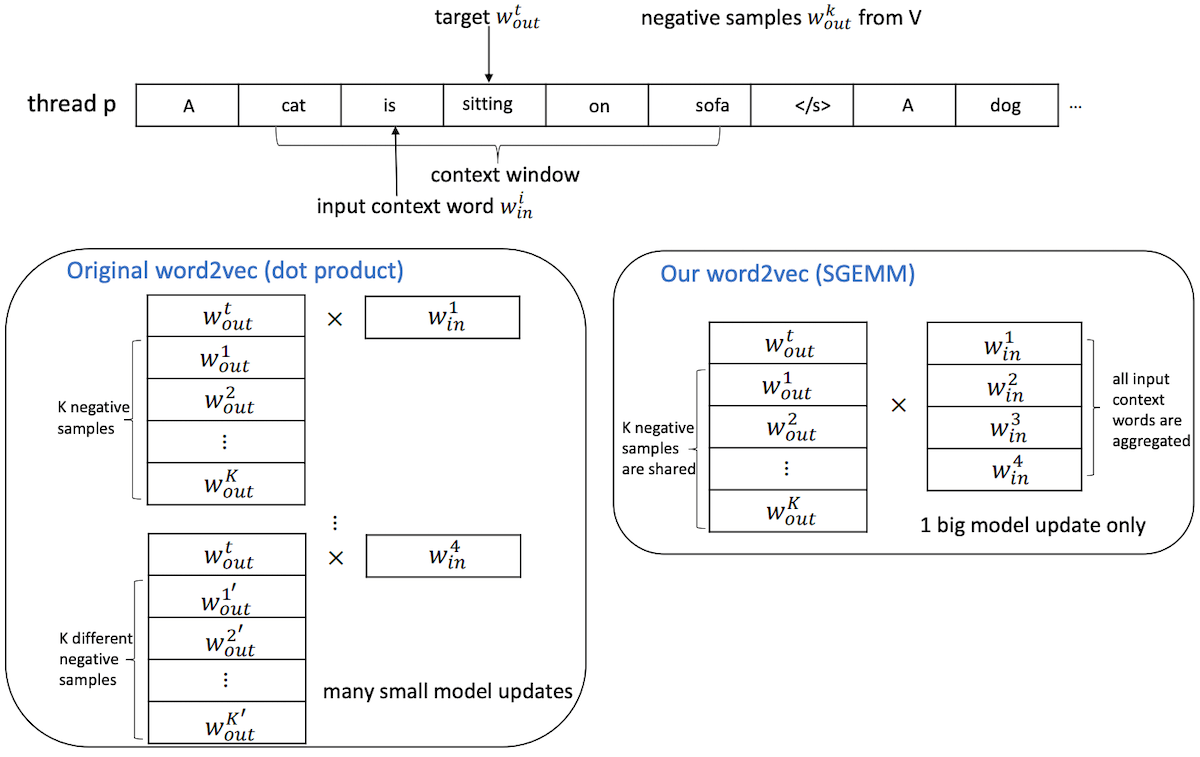 target w_{out}^{t} negative samples w_{out}^{k} from V
thread p A cat is sitting on sofa </s> A dog ...
context window
input context word w_{in}^{i}
Original word2vec (dot product)
w_{out}^{t} × w_{in}^{1}
w_{out}^{1}
w_{out}^{2}
⋮
w_{out}^{K}
K negative
samples
⋮
w_{out}^{t} × w_{in}^{4}
w_{out}^{1'}
w_{out}^{2'}
⋮
w_{out}^{K'}
K different
negative
samples
many small model updates
Our word2vec (SGEMM)
w_{out}^{t}
w_{out}^{1}
w_{out}^{2}
⋮
w_{out}^{K}
K negative
samples
are shared
×
w_{in}^{1}
w_{in}^{2}
w_{in}^{3}
w_{in}^{4}
all input
context
words are
aggregated
1 big model update only